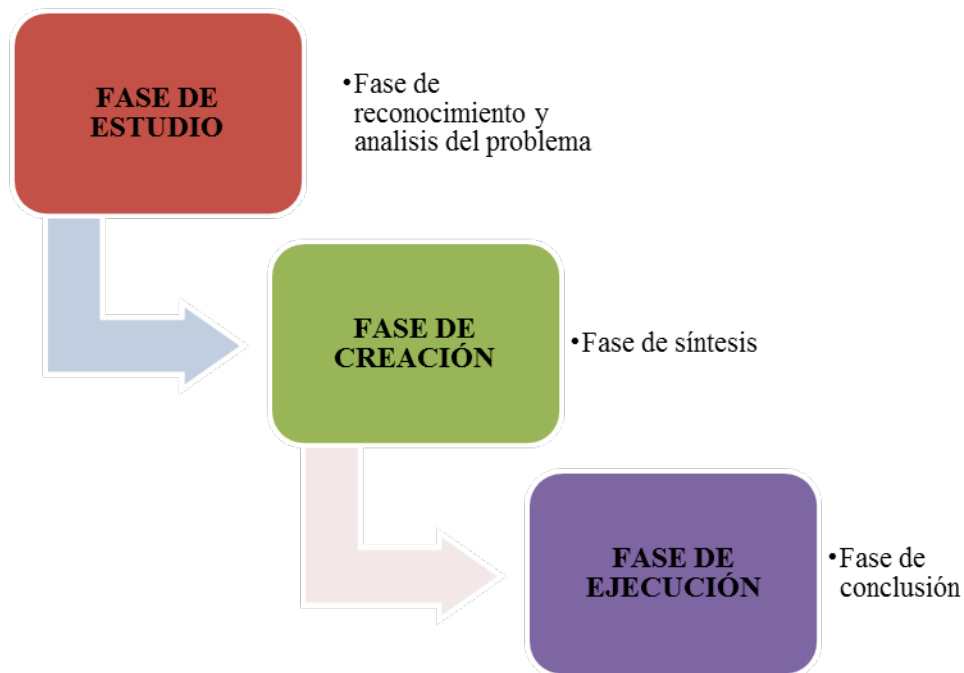 FASE DE
ESTUDIO
•Fase de
reconocimiento y
analisis del problema
FASE DE
CREACIÓN
•Fase de síntesis
FASE DE
EJECUCIÓN
•Fase de
conclusión